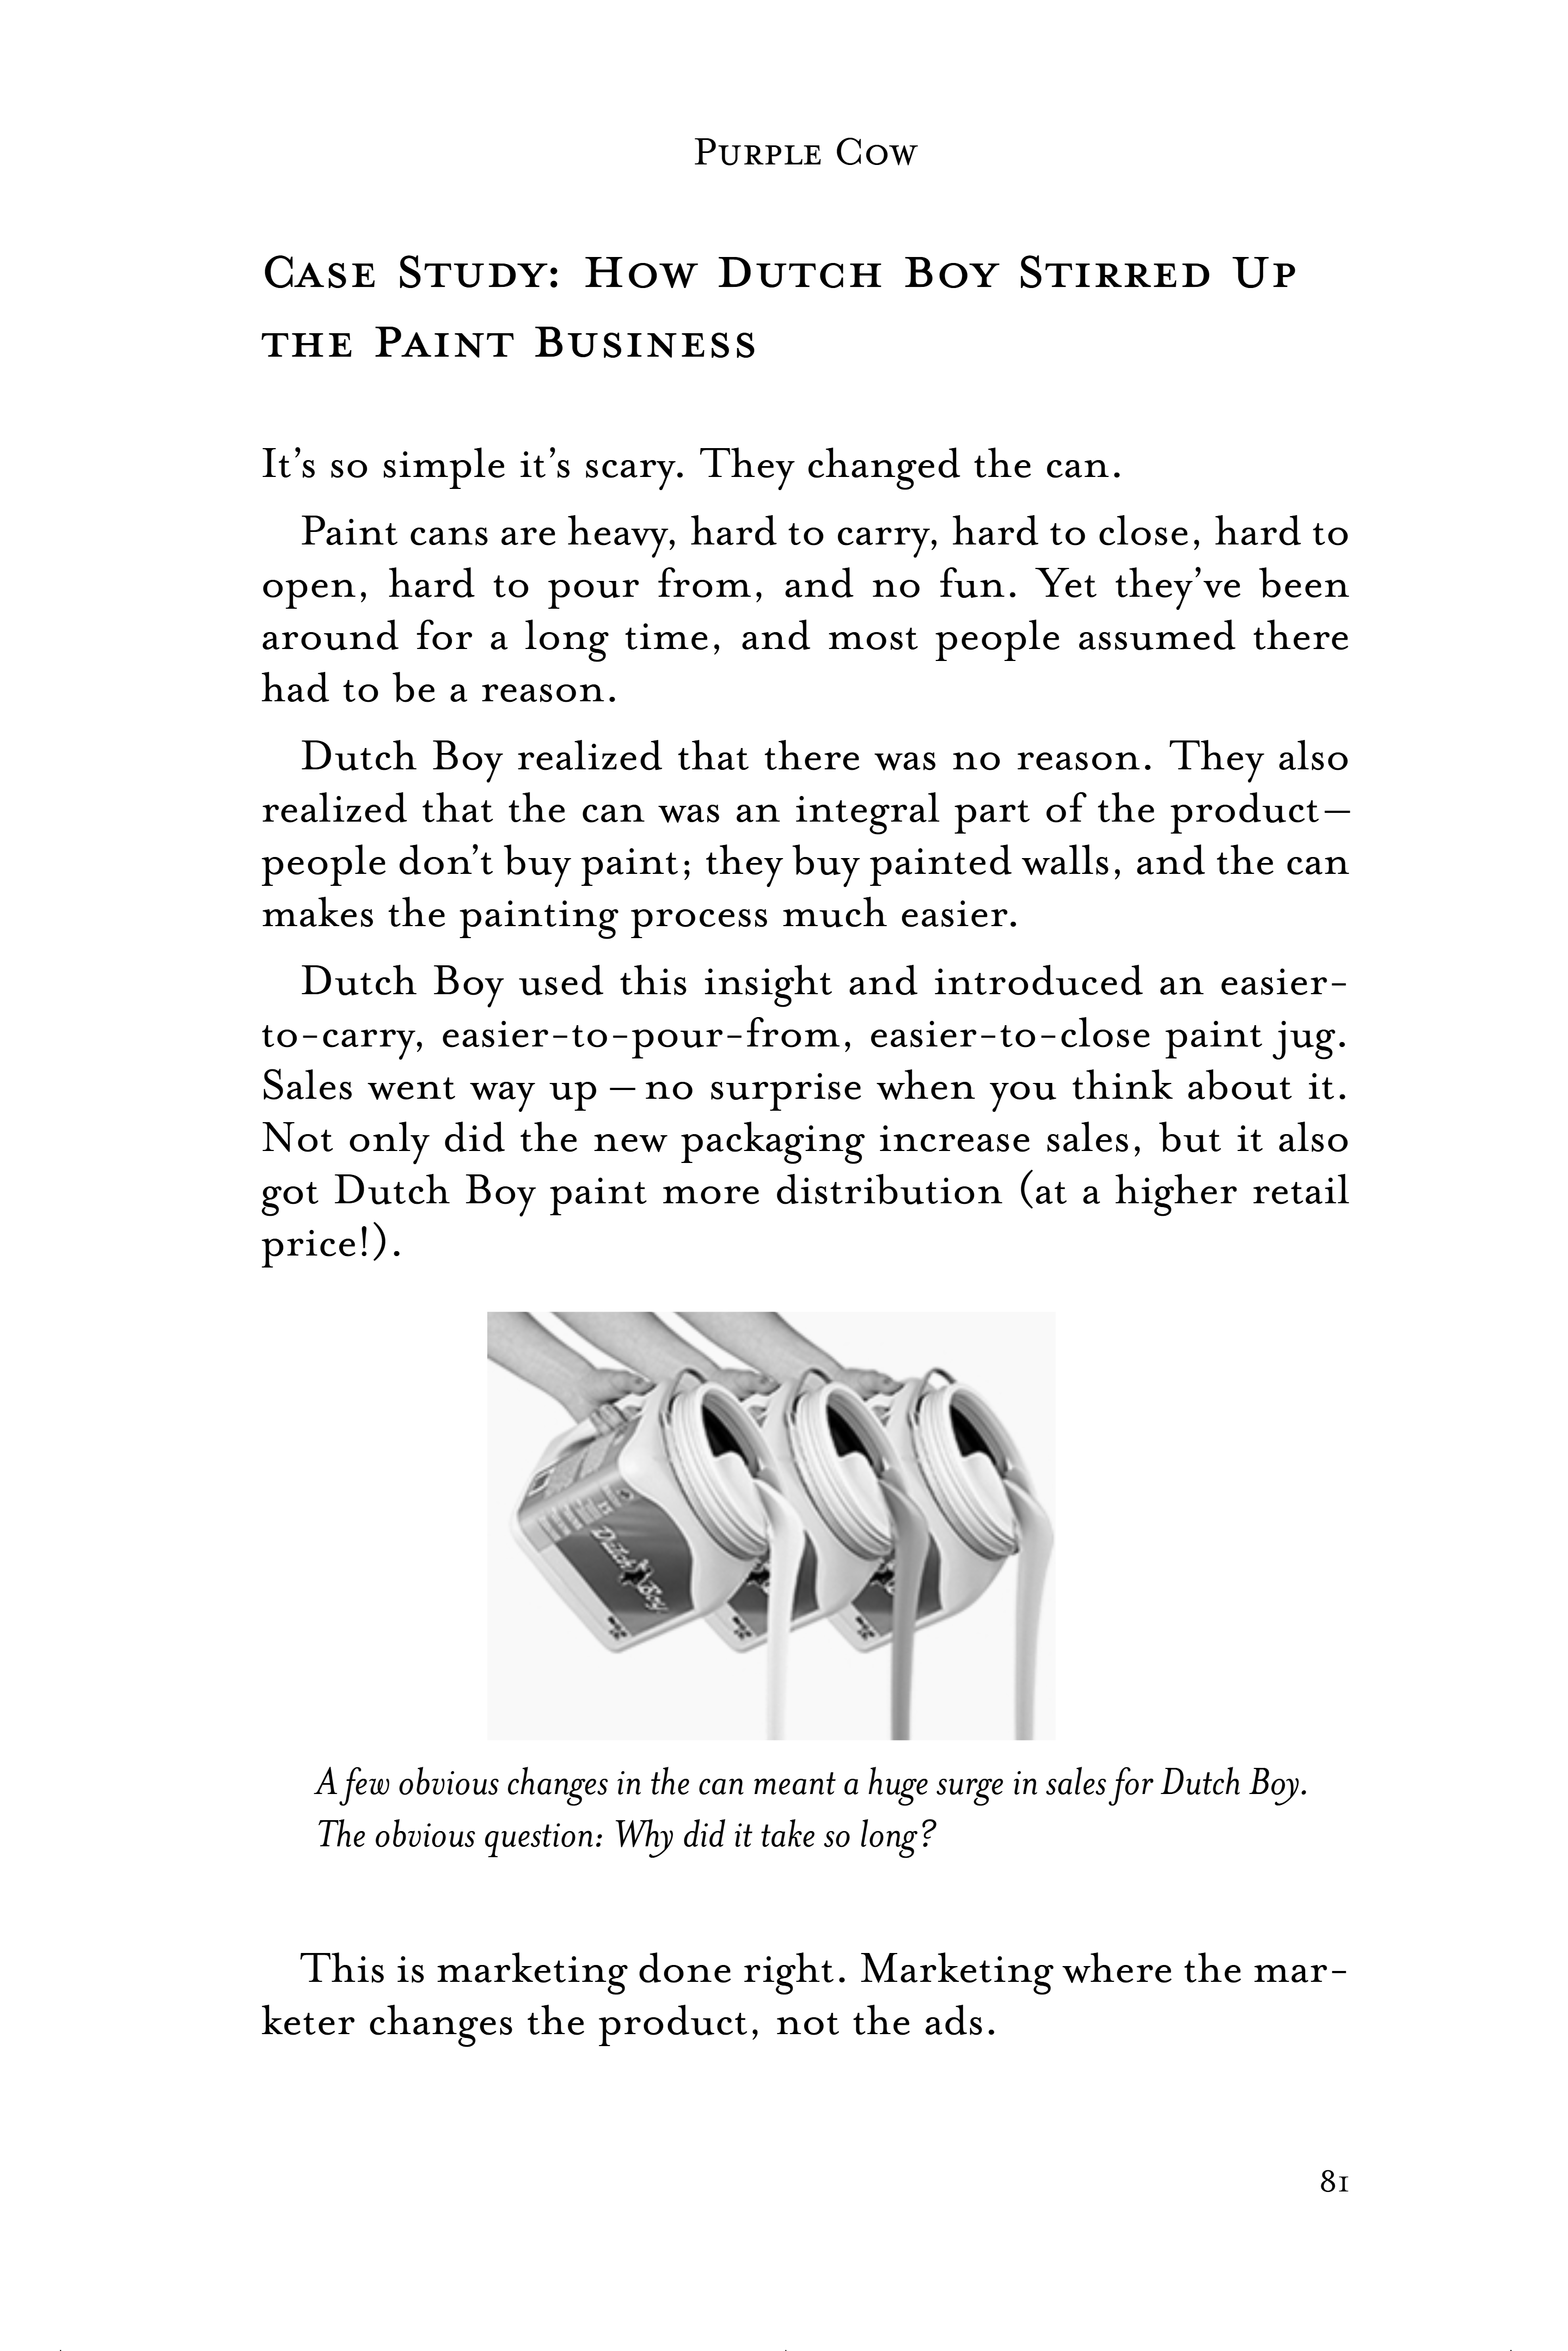 Purple Cow
Case Study: How Dutch Boy Stirred Up
the Paint Business
It’s so simple it’s scary. They changed the can.
Paint cans are heavy, hard to carry, hard to close, hard to
open, hard to pour from, and no fun. Yet they’ve been
around for a long time, and most people assumed there
had to be a reason.
Dutch Boy realized that there was no reason. They also
realized that the can was an integral part of the product—
people don’t buy paint; they buy painted walls, and the can
makes the painting process much easier.
Dutch Boy used this insight and introduced an easier-
to-carry, easier-to-pour-from, easier-to-close paint jug.
Sales went way up — no surprise when you think about it.
Not only did the new packaging increase sales, but it also
got Dutch Boy paint more distribution (at a higher retail
price!).
Dutch Boy
A few obvious changes in the can meant a huge surge in sales for Dutch Boy.
The obvious question: Why did it take so long?
This is marketing done right. Marketing where the mar-
keter changes the product, not the ads.
81